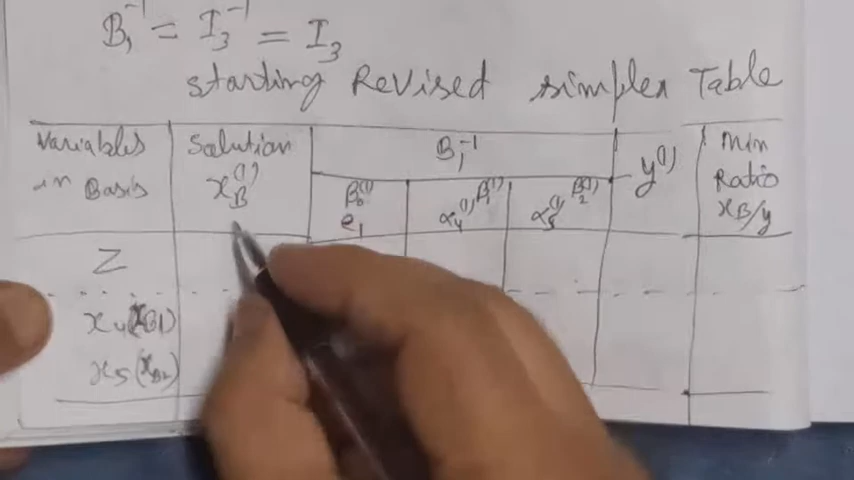 B₁⁻¹ = I₃⁻¹ = I₃
starting Revised simplex Table
Variables in Basis
Solution x_B⁽¹⁾
B₁⁻¹
β₀⁽¹⁾ e₁
β₁⁽¹⁾ α₄⁽¹⁾
β₂⁽¹⁾ α₅⁽¹⁾
y⁽¹⁾
Min Ratio x_B/y
Z
x₄(x_B1)
x₅(x_B2)